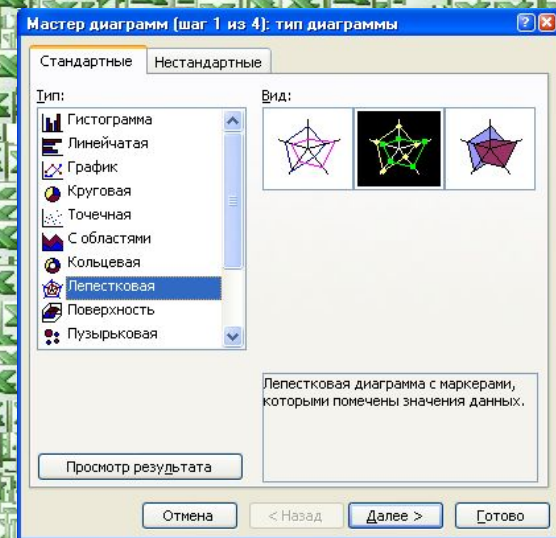 Мастер диаграмм (шаг 1 из 4): тип диаграммы
Стандартные Нестандартные
Тип: Вид:
Гистограмма
Линейчатая
График
Круговая
Точечная
С областями
Кольцевая
Лепестковая
Поверхность
Пузырьковая
Лепестковая диаграмма с маркерами,
которыми помечены значения данных.
Просмотр результата
Отмена < Назад Далее > Готово